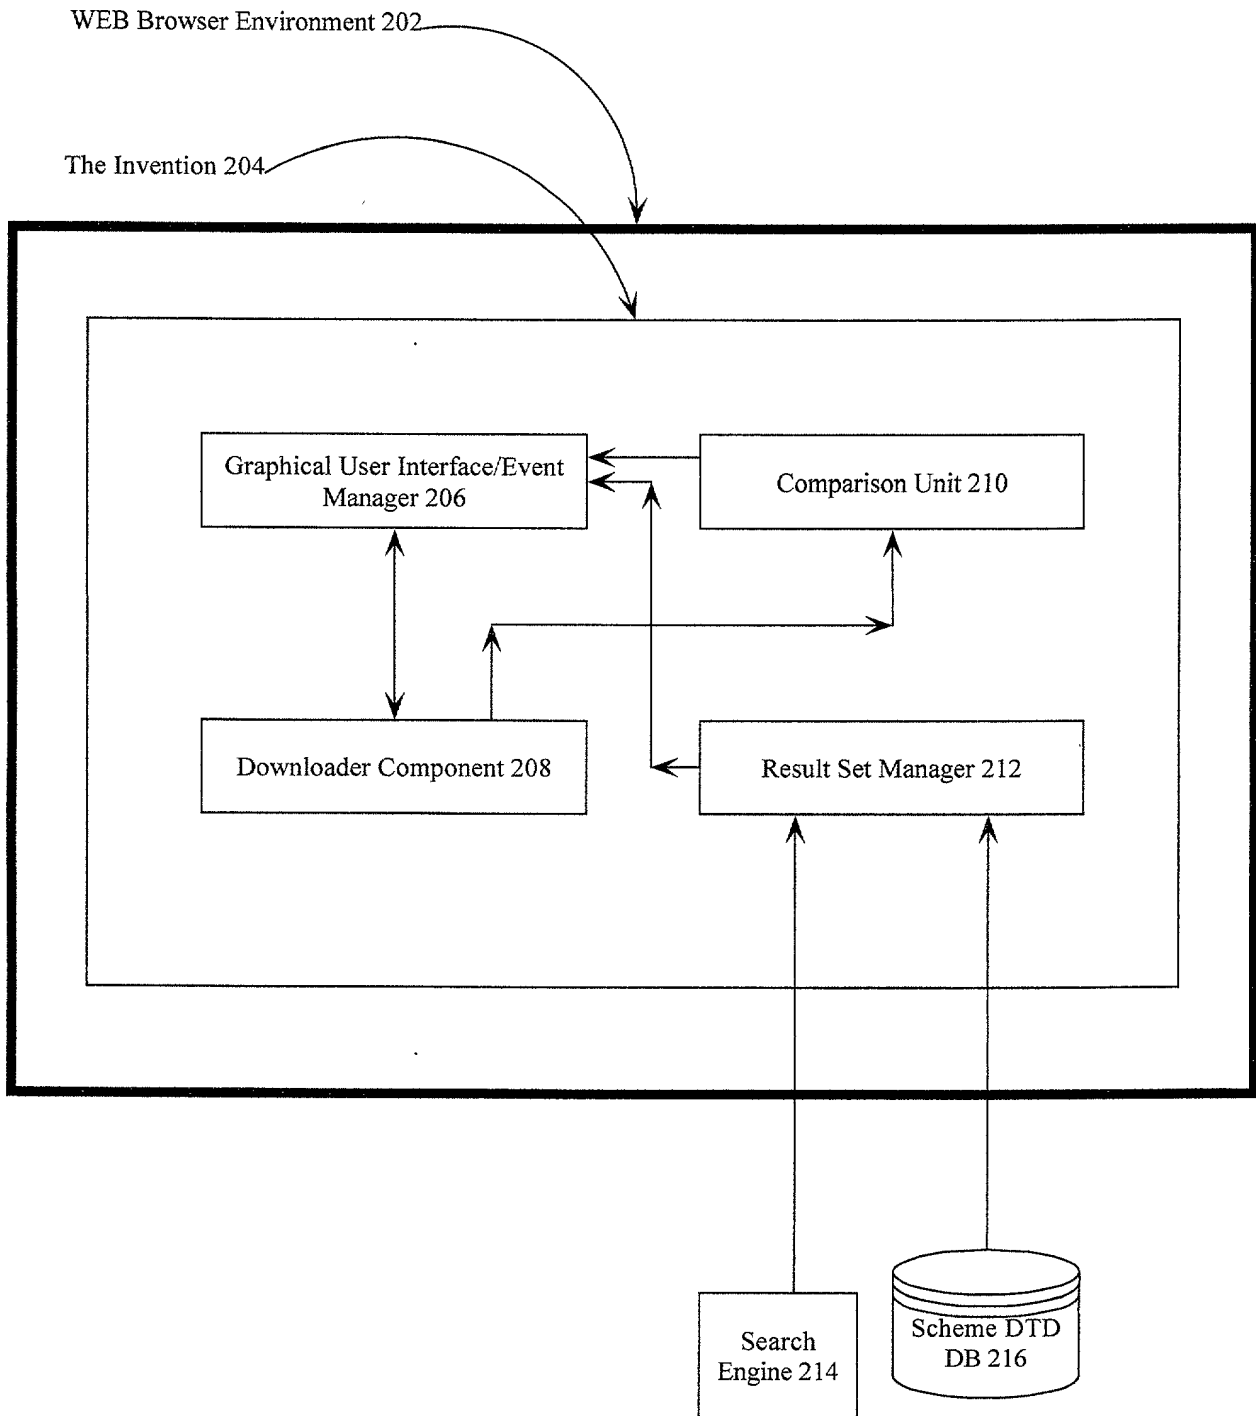 WEB Browser Environment 202
The Invention 204
Graphical User Interface/Event
Manager 206
Comparison Unit 210
Downloader Component 208
Result Set Manager 212
Search
Engine 214
Scheme DTD
DB 216